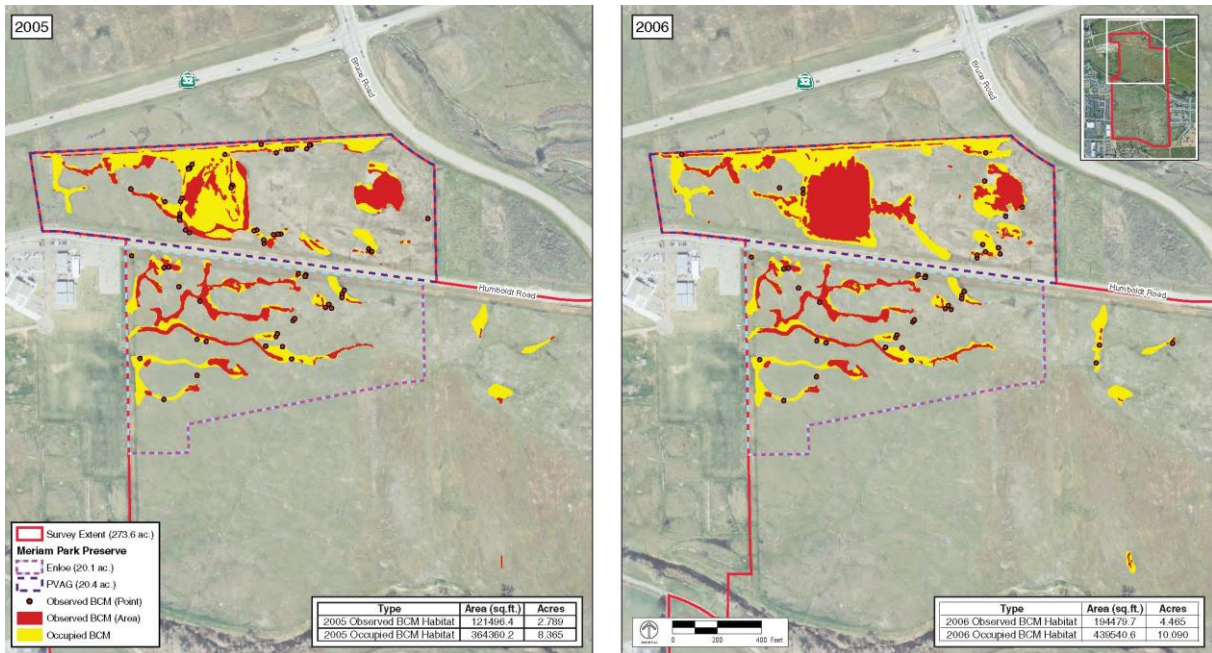 2005
32
Bruce Road
Humboldt Road
Survey Extent (273.6 ac.)
Meriam Park Preserve
Enloe (20.1 ac.)
PVAG (20.4 ac.)
Observed BCM (Point)
Observed BCM (Area)
Occupied BCM
Type Area (sq.ft.) Acres
2005 Observed BCM Habitat 121496.4 2.789
2005 Occupied BCM Habitat 364360.2 8.365
2006
32
Bruce Road
Humboldt Road
0 200 400 Feet
Type Area (sq.ft.) Acres
2006 Observed BCM Habitat 194479.7 4.465
2006 Occupied BCM Habitat 439540.6 10.090